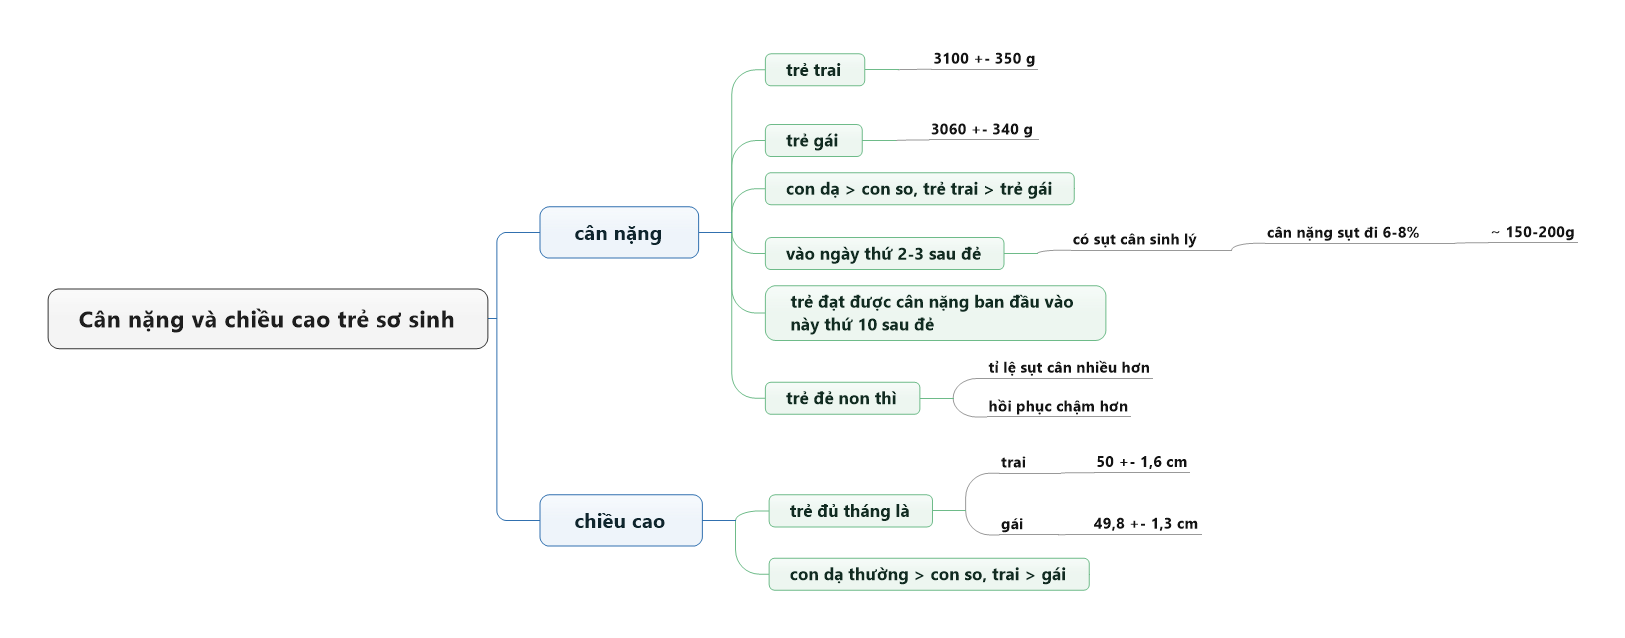 Cân nặng và chiều cao trẻ sơ sinh
cân nặng
trẻ trai
3100 +- 350 g
trẻ gái
3060 +- 340 g
con dạ > con so, trẻ trai > trẻ gái
vào ngày thứ 2-3 sau đẻ
có sụt cân sinh lý
cân nặng sụt đi 6-8%
~ 150-200g
trẻ đạt được cân nặng ban đầu vào
này thứ 10 sau đẻ
trẻ đẻ non thì
tỉ lệ sụt cân nhiều hơn
hồi phục chậm hơn
chiều cao
trẻ đủ tháng là
trai
50 +- 1,6 cm
gái
49,8 +- 1,3 cm
con dạ thường > con so, trai > gái